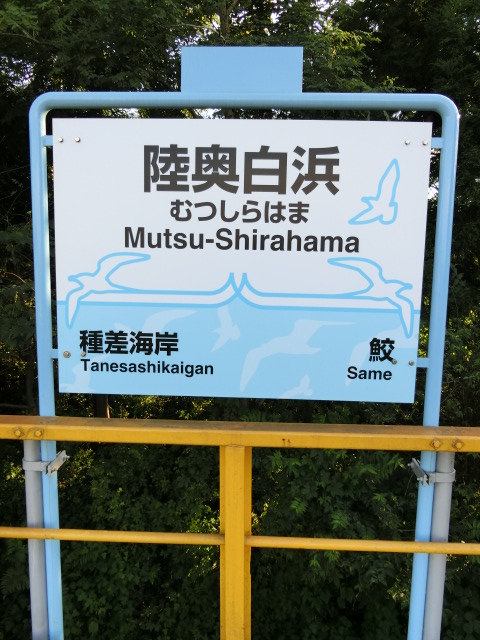 陸奥白浜
むつしらはま
Mutsu-Shirahama
種差海岸 鮫
Tanesashikaigan Same